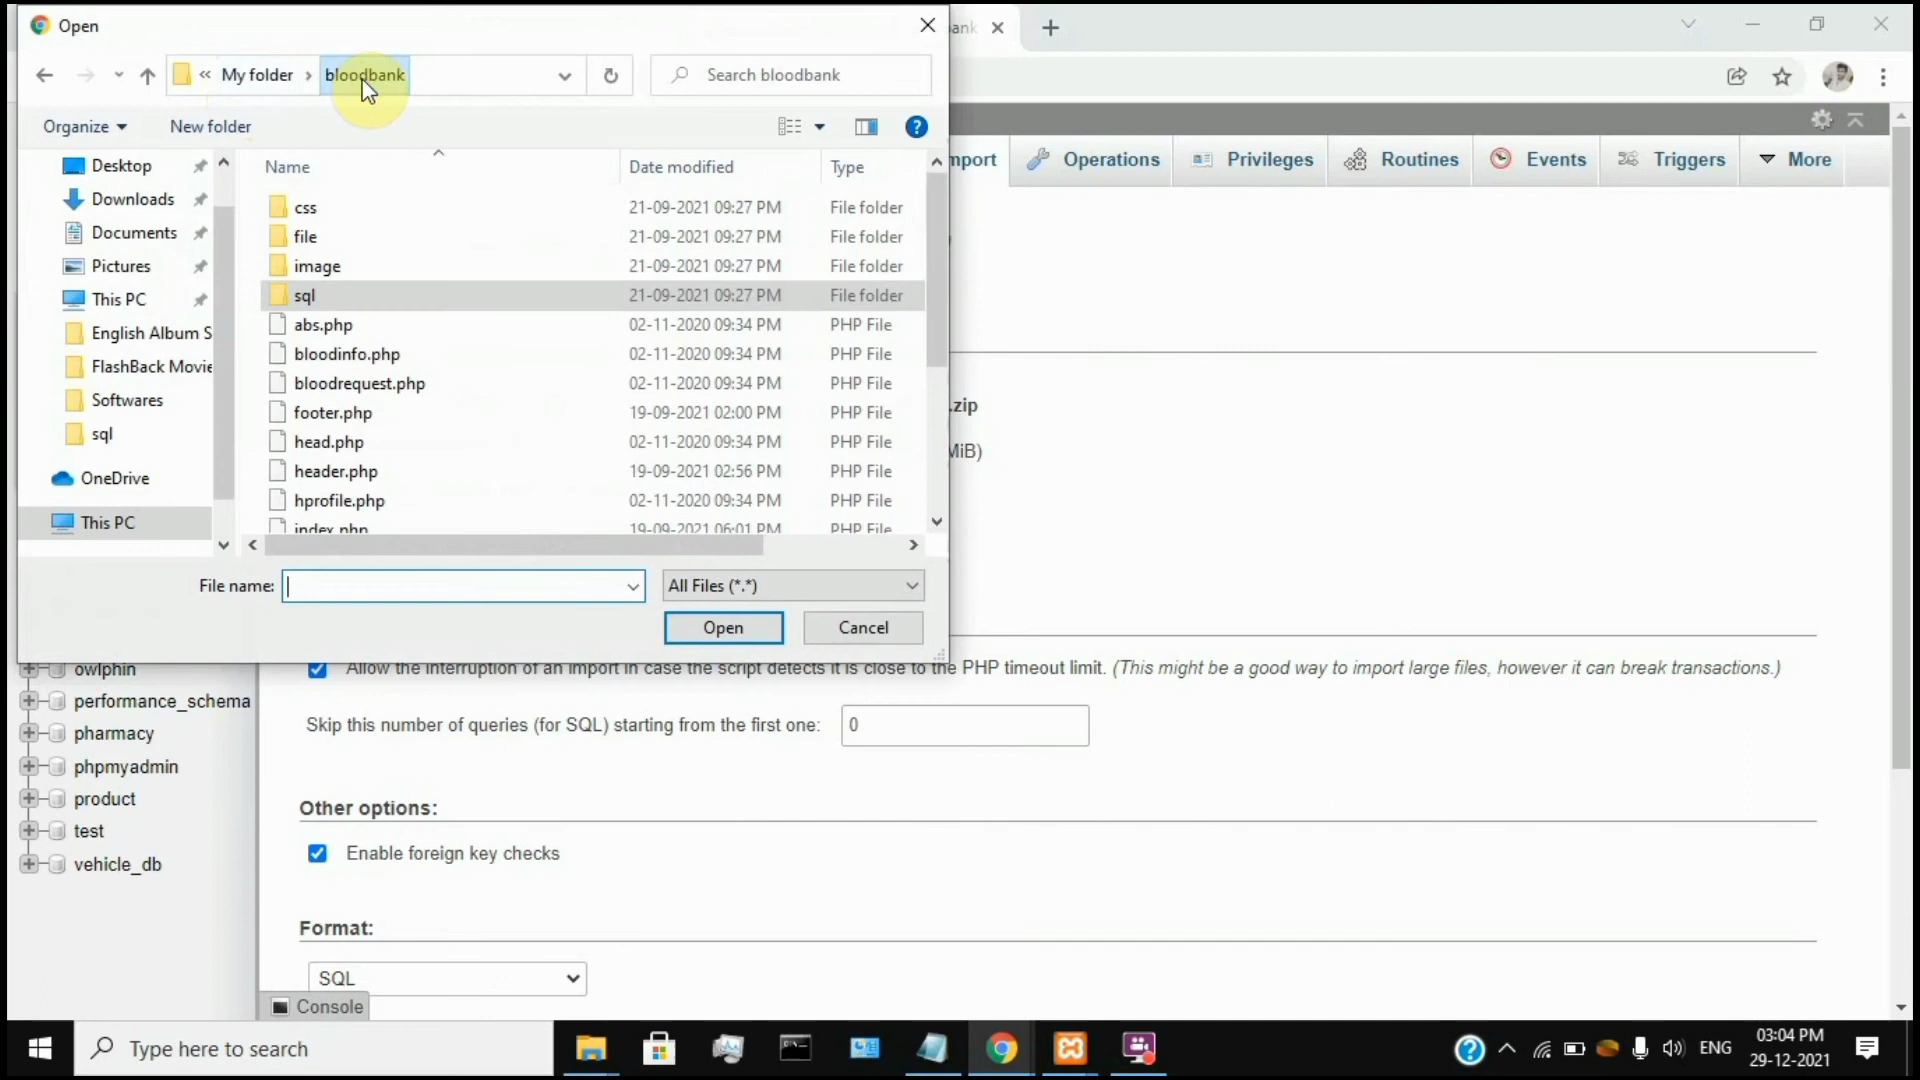 Open
ank
« My folder › bloodbank
Search bloodbank
Organize
New folder
Desktop
Downloads
Documents
Pictures
This PC
English Album S
FlashBack Movie
Softwares
sql
OneDrive
This PC
Name Date modified Type
css 21-09-2021 09:27 PM File folder
file 21-09-2021 09:27 PM File folder
image 21-09-2021 09:27 PM File folder
sql 21-09-2021 09:27 PM File folder
abs.php 02-11-2020 09:34 PM PHP File
bloodinfo.php 02-11-2020 09:34 PM PHP File
bloodrequest.php 02-11-2020 09:34 PM PHP File
footer.php 19-09-2021 02:00 PM PHP File
head.php 02-11-2020 09:34 PM PHP File
header.php 19-09-2021 02:56 PM PHP File
hprofile.php 02-11-2020 09:34 PM PHP File
index.php 19-09-2021 06:01 PM PHP File
File name:
All Files (*.*)
Open
Cancel
mport
Operations
Privileges
Routines
Events
Triggers
More
.zip
MiB)
owlphin
performance_schema
pharmacy
phpmyadmin
product
test
vehicle_db
Allow the interruption of an import in case the script detects it is close to the PHP timeout limit. (This might be a good way to import large files, however it can break transactions.)
Skip this number of queries (for SQL) starting from the first one: 0
Other options:
Enable foreign key checks
Format:
SQL
Console
Type here to search
ENG
03:04 PM
29-12-2021